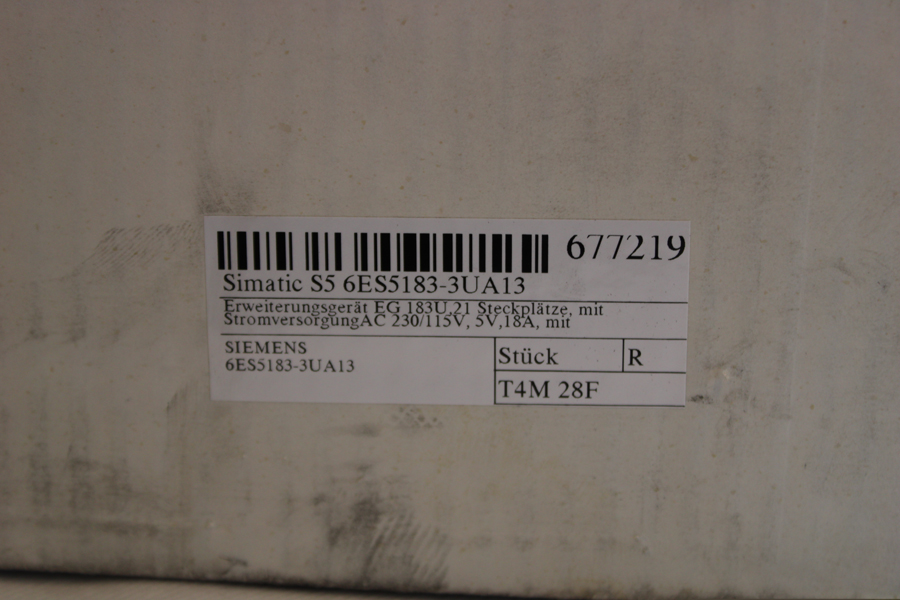 677219
Simatic S5 6ES5183-3UA13
Erweiterungsgerät EG 183U,21 Steckplätze, mit
StromversorgungAC 230/115V, 5V,18A, mit
SIEMENS
6ES5183-3UA13
Stück R
T4M 28F